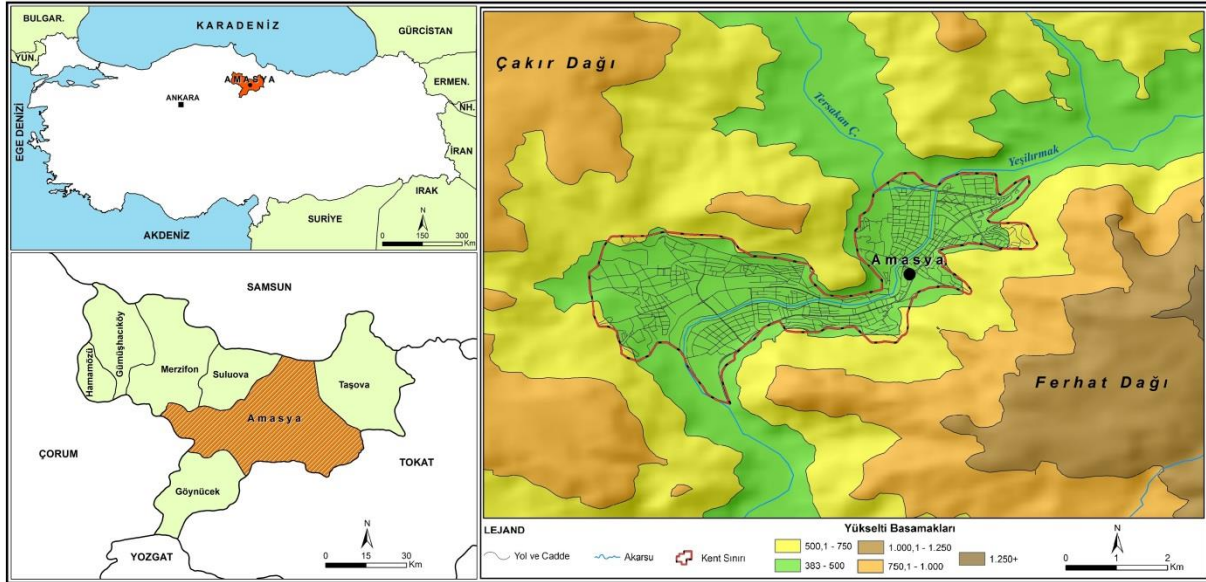 BULGAR.
KARADENİZ
GÜRCİSTAN
YUN.
AMASYA
ERMEN.
ANKARA
NH.
EGE DENİZİ
İRAN
IRAK
N
SURİYE
AKDENİZ
0 150 300
Km
SAMSUN
Hamamözü
Gümüşhacıköy
Merzifon
Suluova
Taşova
Amasya
ÇORUM
TOKAT
Göynücek
N
YOZGAT
0 15 30
Km
Çakır Dağı
Terşakan Ç.
Yeşilırmak
Amasya
Ferhat Dağı
LEJAND
Yol ve Cadde
Akarsu
Kent Sınırı
Yükselti Basamakları
500,1 - 750
383 - 500
1.000,1 - 1.250
750,1 - 1.000
1.250+
N
0 1 2
Km